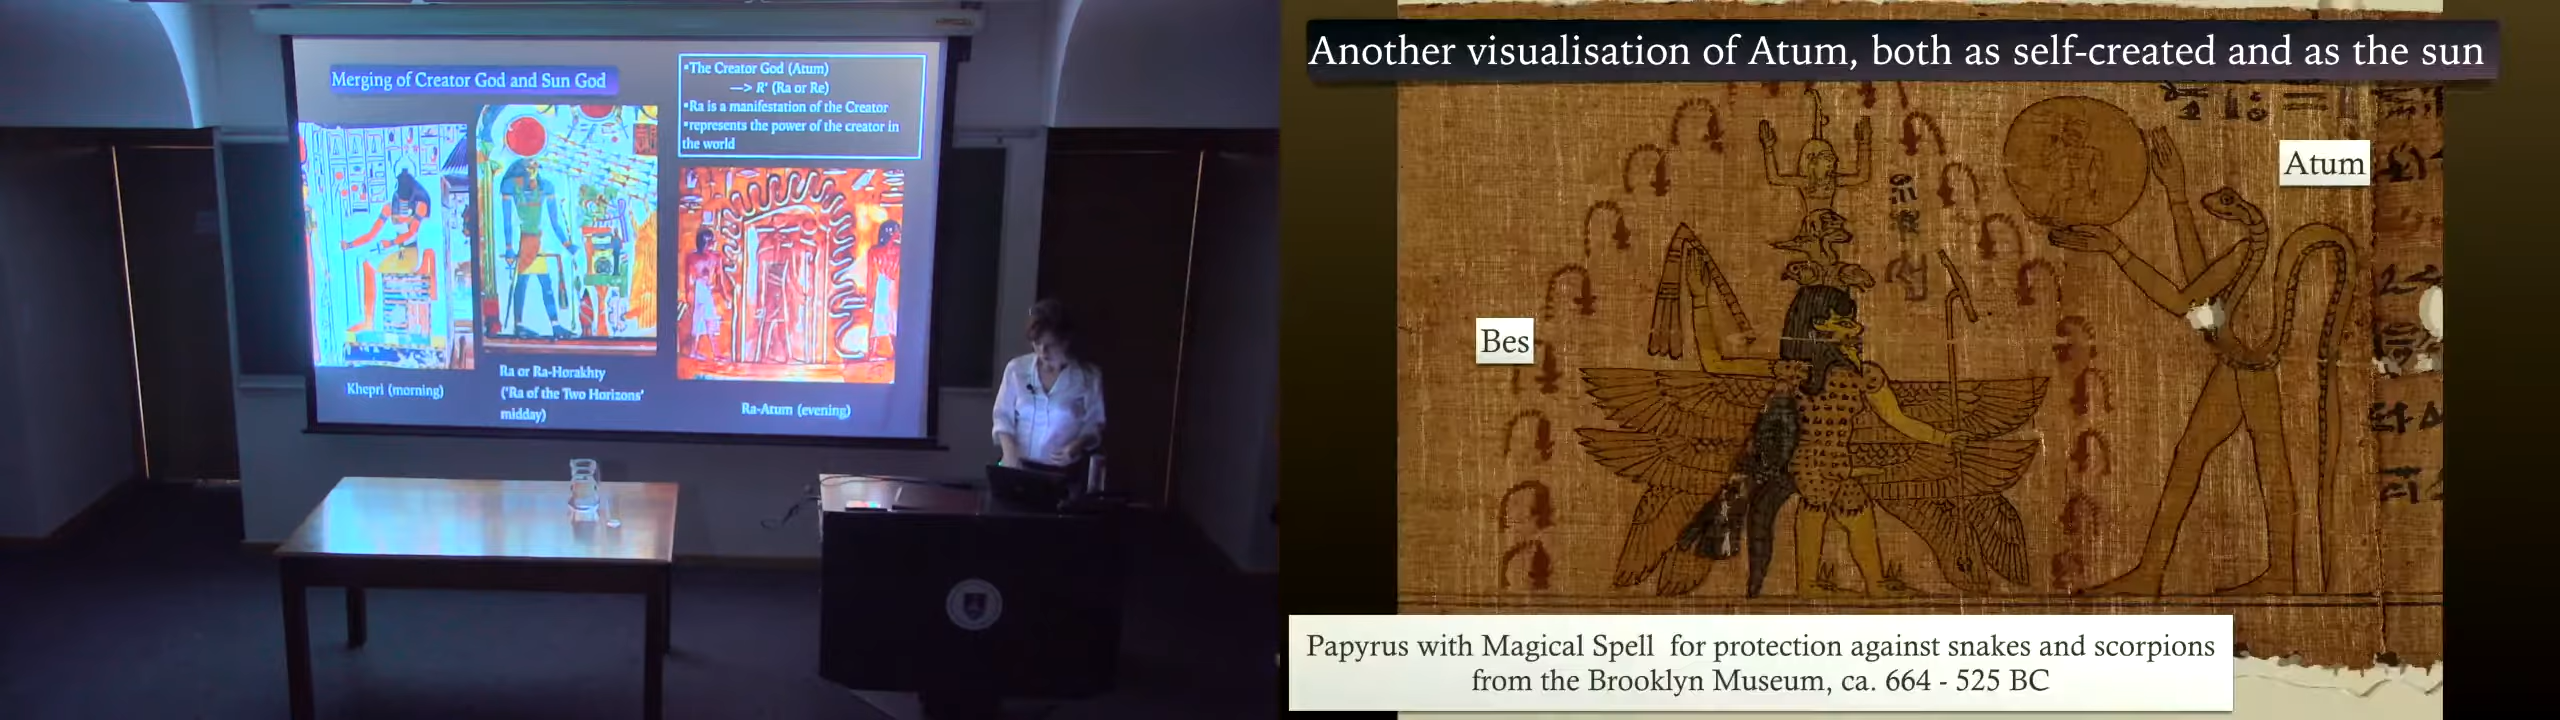 Merging of Creator God and Sun God
▪The Creator God (Atum)
—> R' (Ra or Re)
▪Ra is a manifestation of the Creator
▪represents the power of the creator in
the world
Khepri (morning)
Ra or Ra-Horakhty
('Ra of the Two Horizons'
midday)
Ra-Atum (evening)
Another visualisation of Atum, both as self-created and as the sun
Atum
Bes
Papyrus with Magical Spell for protection against snakes and scorpions
from the Brooklyn Museum, ca. 664 - 525 BC